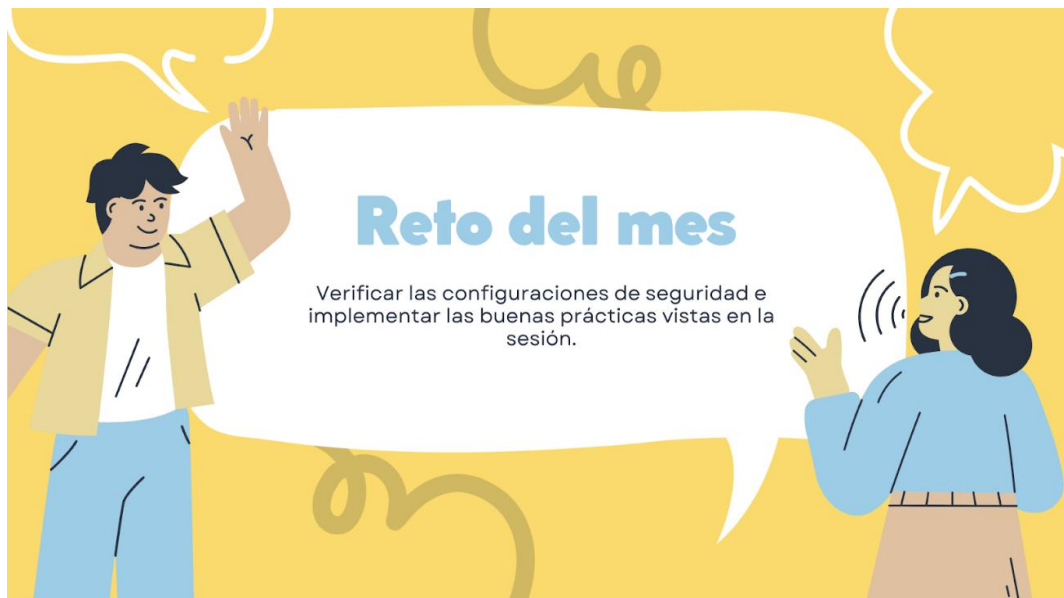 Reto del mes
Verificar las configuraciones de seguridad e
implementar las buenas prácticas vistas en la
sesión.